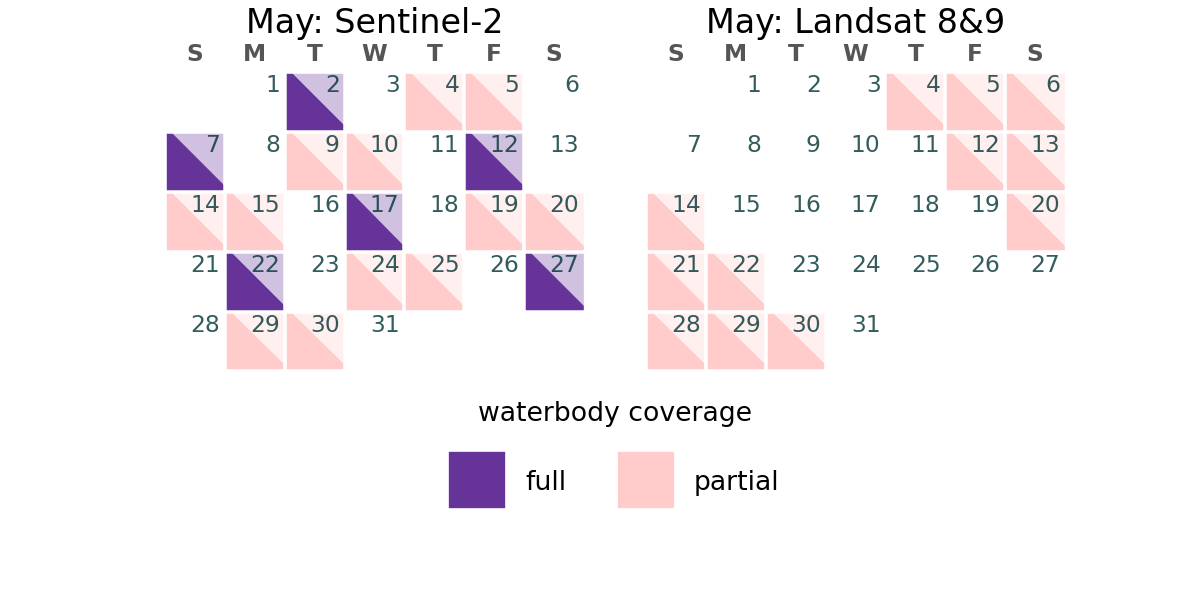 May: Sentinel-2
S M T W T F S
1 2 3 4 5 6
7 8 9 10 11 12 13
14 15 16 17 18 19 20
21 22 23 24 25 26 27
28 29 30 31
May: Landsat 8&9
S M T W T F S
1 2 3 4 5 6
7 8 9 10 11 12 13
14 15 16 17 18 19 20
21 22 23 24 25 26 27
28 29 30 31
waterbody coverage
full
partial